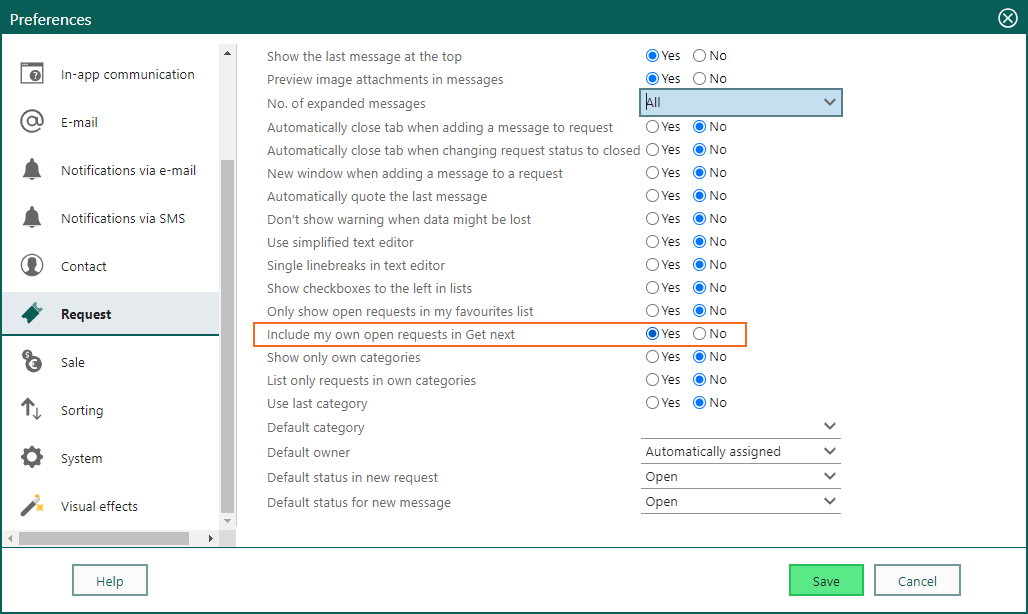 Preferences
In-app communication
E-mail
Notifications via e-mail
Notifications via SMS
Contact
Request
Sale
Sorting
System
Visual effects
Show the last message at the top Yes No
Preview image attachments in messages Yes No
No. of expanded messages All
Automatically close tab when adding a message to request Yes No
Automatically close tab when changing request status to closed Yes No
New window when adding a message to a request Yes No
Automatically quote the last message Yes No
Don't show warning when data might be lost Yes No
Use simplified text editor Yes No
Single linebreaks in text editor Yes No
Show checkboxes to the left in lists Yes No
Only show open requests in my favourites list Yes No
Include my own open requests in Get next Yes No
Show only own categories Yes No
List only requests in own categories Yes No
Use last category Yes No
Default category
Default owner Automatically assigned
Default status in new request Open
Default status for new message Open
Help Save Cancel